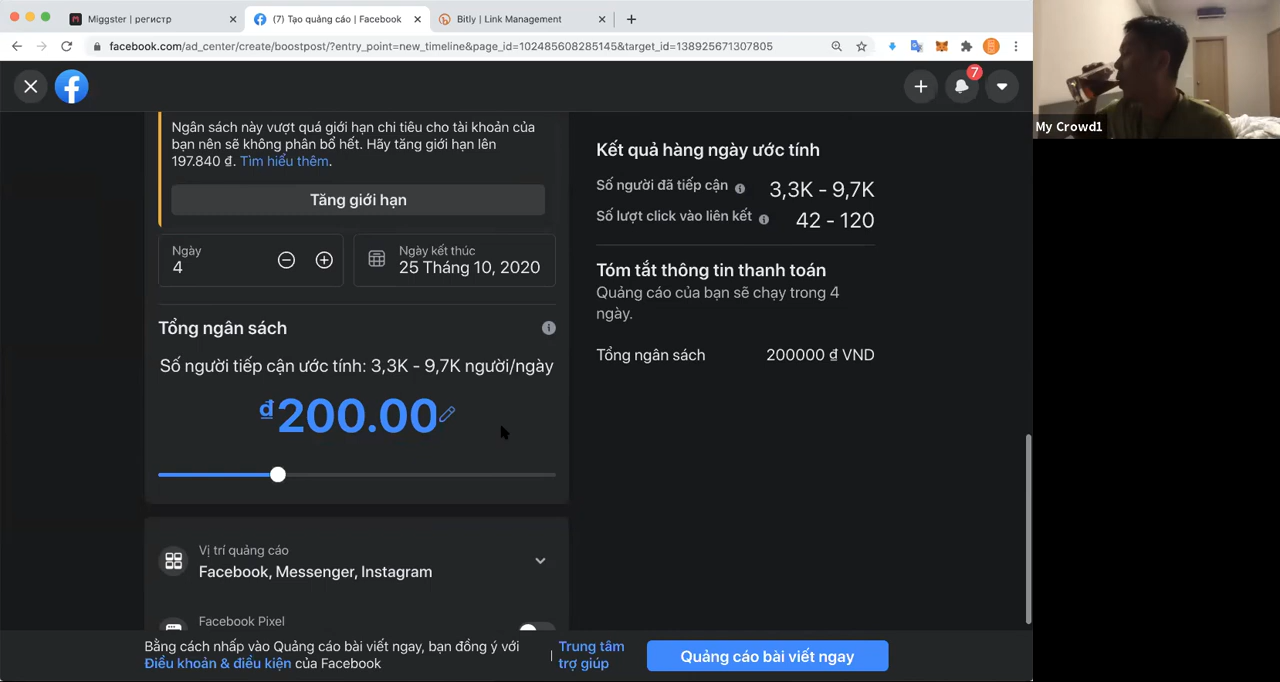 Miggster | регистр
(7) Tạo quảng cáo | Facebook
Bitly | Link Management
facebook.com/ad_center/create/boostpost/?entry_point=new_timeline&page_id=102485608285145&target_id=138925671307805
7
My Crowd1
Ngân sách này vượt quá giới hạn chi tiêu cho tài khoản của
bạn nên sẽ không phân bổ hết. Hãy tăng giới hạn lên
197.840 ₫. Tìm hiểu thêm.
Tăng giới hạn
Ngày
4
Ngày kết thúc
25 Tháng 10, 2020
Tổng ngân sách
Số người tiếp cận ước tính: 3,3K - 9,7K người/ngày
₫200.00
Vị trí quảng cáo
Facebook, Messenger, Instagram
Facebook Pixel
Kết quả hàng ngày ước tính
Số người đã tiếp cận 3,3K - 9,7K
Số lượt click vào liên kết 42 - 120
Tóm tắt thông tin thanh toán
Quảng cáo của bạn sẽ chạy trong 4
ngày.
Tổng ngân sách 200000 ₫ VND
Bằng cách nhấp vào Quảng cáo bài viết ngay, bạn đồng ý với
Điều khoản & điều kiện của Facebook
Trung tâm
trợ giúp
Quảng cáo bài viết ngay